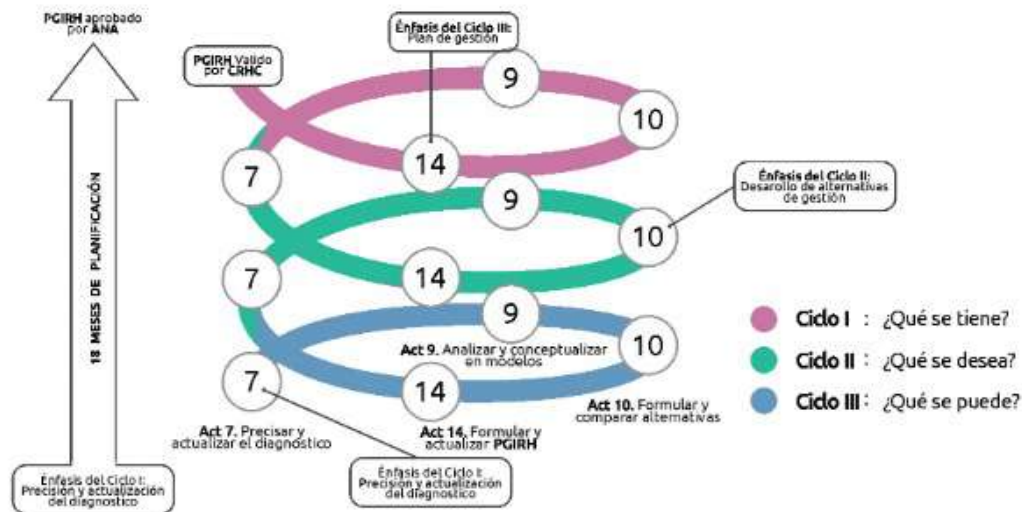 PGIRH aprobado
por ANA
18 MESES DE PLANIFICACIÓN
Énfasis del Ciclo I:
Precisión y actualización
del diagnostico
PGIRH Valido
por CRHC
Énfasis del Ciclo III:
Plan de gestión
9
10
7
14
Énfasis del Ciclo II:
Desarollo de alternativas
de gestión
9
10
7
14
9
10
7
14
Act 9. Analizar y conceptualizar
en modelos
Act 10. Formular y
comparar alternativas
Act 7. Precisar y
actualizar el diagnóstico
Act 14. Formular y
actualizar PGIRH
Énfasis del Ciclo I:
Precisión y actualización
del diagnostico
Ciclo I : ¿Qué se tiene?
Ciclo II : ¿Qué se desea?
Ciclo III : ¿Qué se puede?